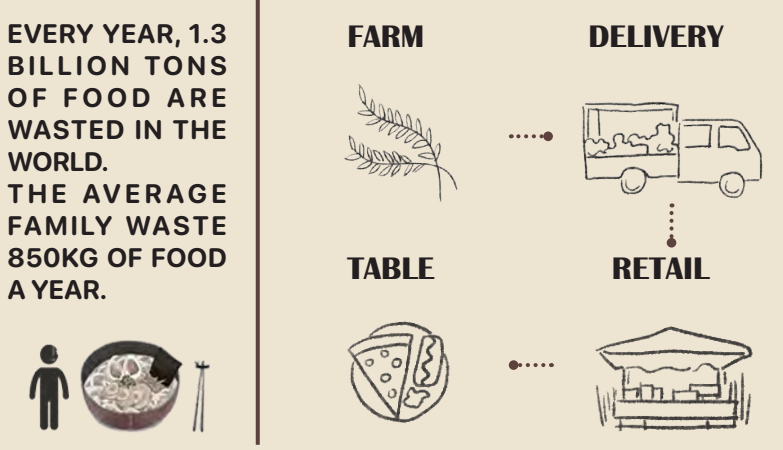 EVERY YEAR, 1.3
BILLION TONS
OF FOOD ARE
WASTED IN THE
WORLD.
THE AVERAGE
FAMILY WASTE
850KG OF FOOD
A YEAR.
FARM
DELIVERY
TABLE
RETAIL